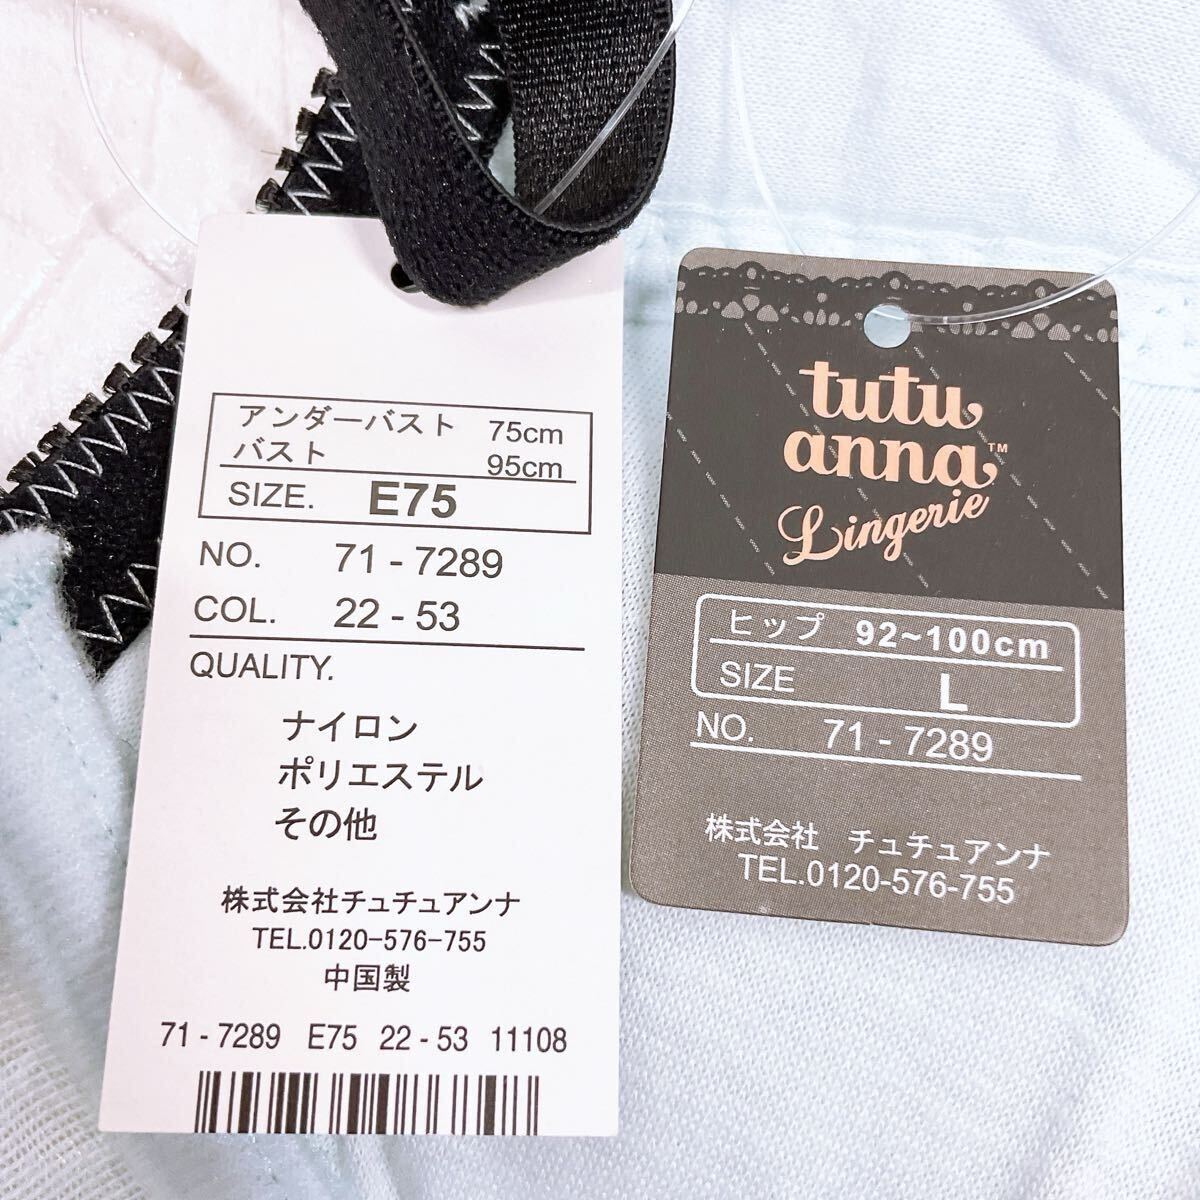 アンダーバスト 75cm
バスト 95cm
SIZE. E75
NO. 71 - 7289
COL. 22 - 53
QUALITY.
ナイロン
ポリエステル
その他
株式会社チュチュアンナ
TEL.0120-576-755
中国製
71 - 7289 E75 22 - 53 11108
tutu
anna™
Lingerie
ヒップ 92~100cm
SIZE L
NO. 71 - 7289
株式会社 チュチュアンナ
TEL.0120-576-755